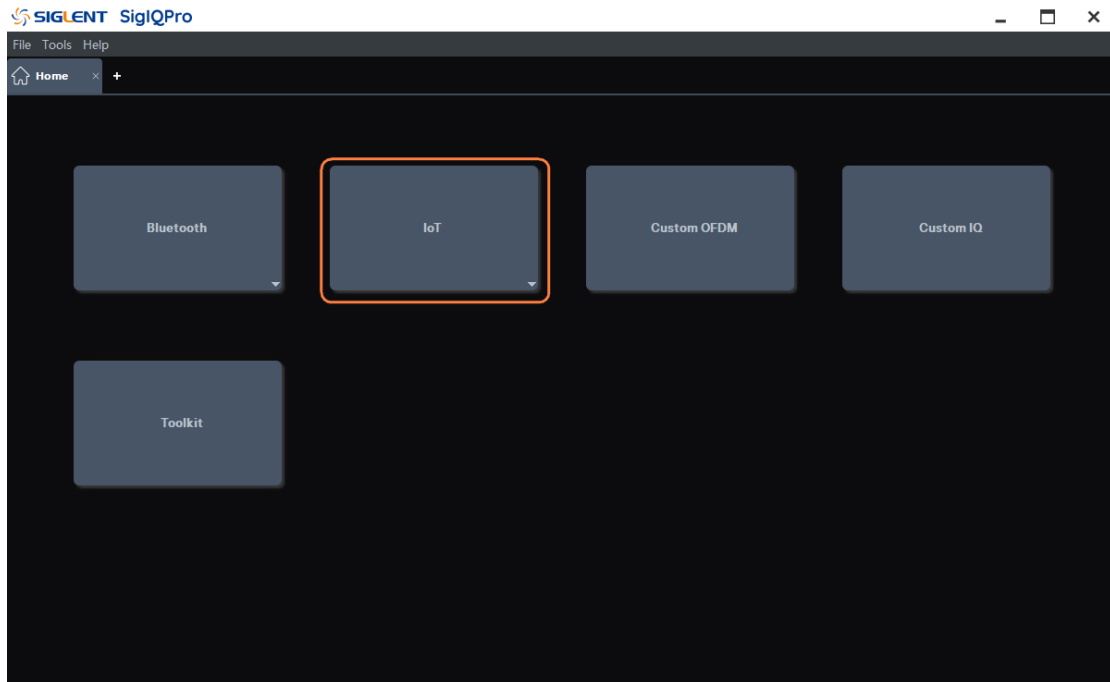 SIGLENT SigIQPro
File Tools Help
Home × +
Bluetooth
IoT
Custom OFDM
Custom IQ
Toolkit